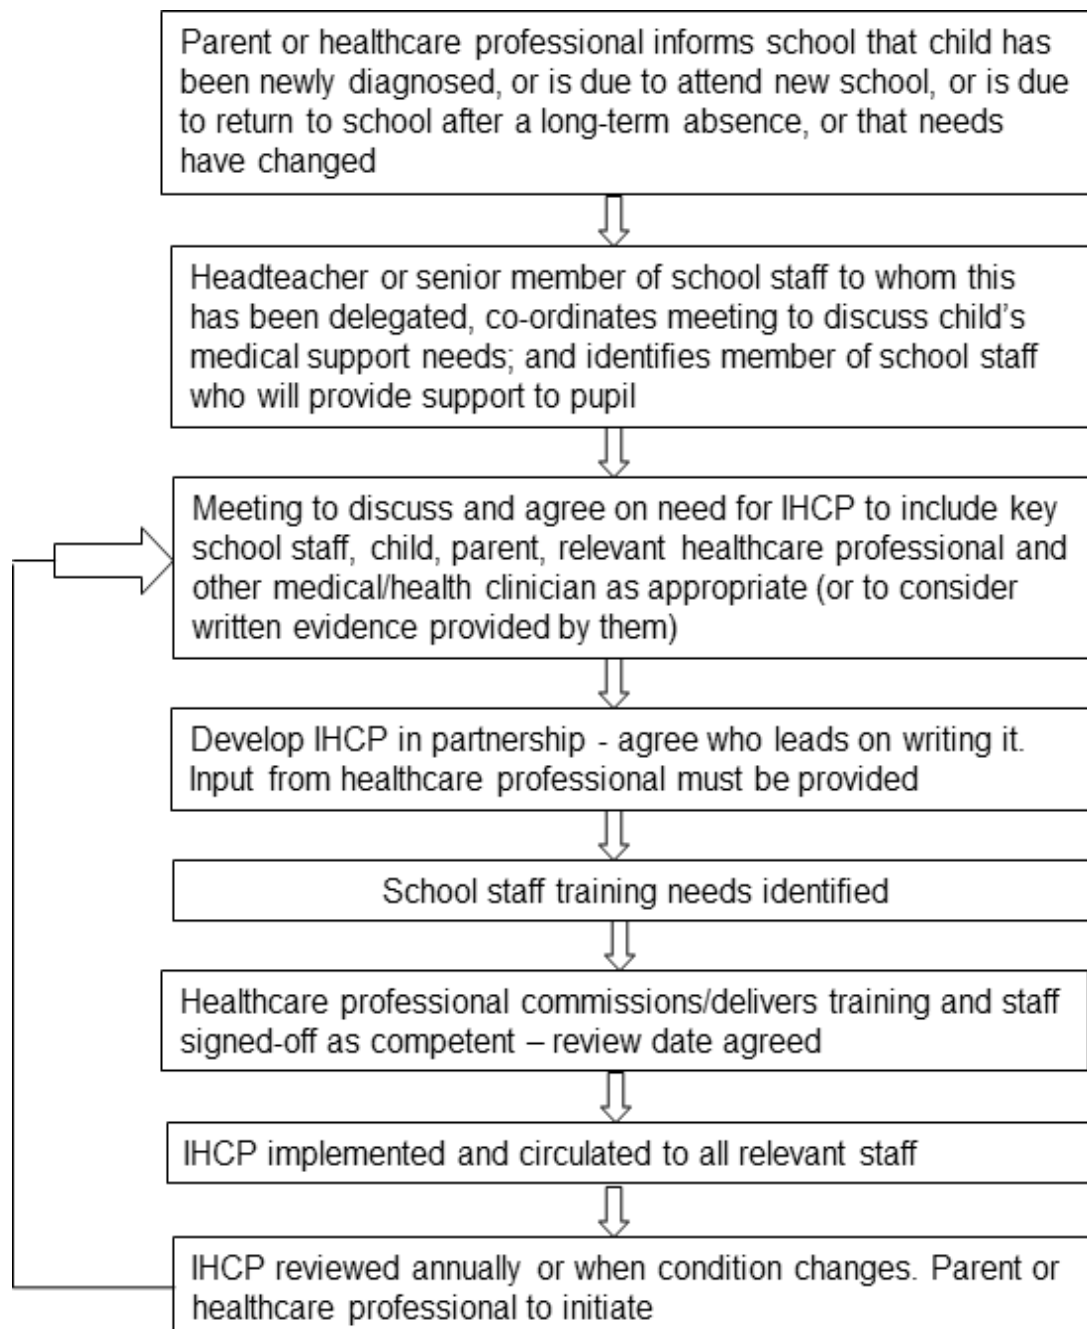 Parent or healthcare professional informs school that child has
been newly diagnosed, or is due to attend new school, or is due
to return to school after a long-term absence, or that needs
have changed
Headteacher or senior member of school staff to whom this
has been delegated, co-ordinates meeting to discuss child's
medical support needs; and identifies member of school staff
who will provide support to pupil
Meeting to discuss and agree on need for IHCP to include key
school staff, child, parent, relevant healthcare professional and
other medical/health clinician as appropriate (or to consider
written evidence provided by them)
Develop IHCP in partnership - agree who leads on writing it.
Input from healthcare professional must be provided
School staff training needs identified
Healthcare professional commissions/delivers training and staff
signed-off as competent – review date agreed
IHCP implemented and circulated to all relevant staff
IHCP reviewed annually or when condition changes. Parent or
healthcare professional to initiate